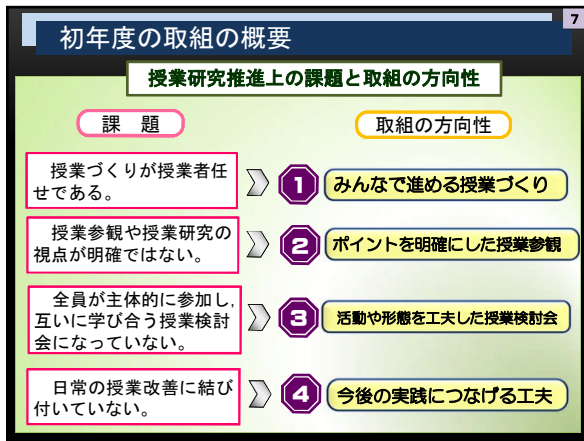 7
初年度の取組の概要
授業研究推進上の課題と取組の方向性
課　題
取組の方向性
授業づくりが授業者任
せである。
1
みんなで進める授業づくり
授業参観や授業研究の
視点が明確ではない。
2
ポイントを明確にした授業参観
全員が主体的に参加し，
互いに学び合う授業検討
会になっていない。
3
活動や形態を工夫した授業検討会
日常の授業改善に結び
付いていない。
4
今後の実践につなげる工夫